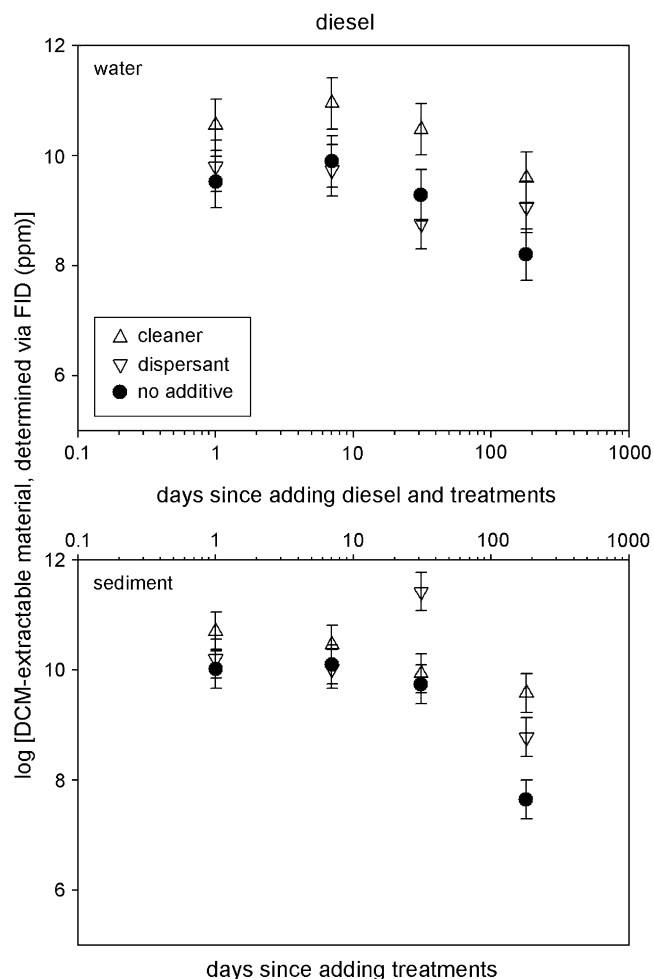 diesel
12
water
10
8
6
cleaner
dispersant
no additive
0.1 1 10 100 1000
days since adding diesel and treatments
log [DCM-extractable material, determined via FID (ppm)]
0.1 1 10 100 1000
12
sediment
10
8
6
days since adding treatments